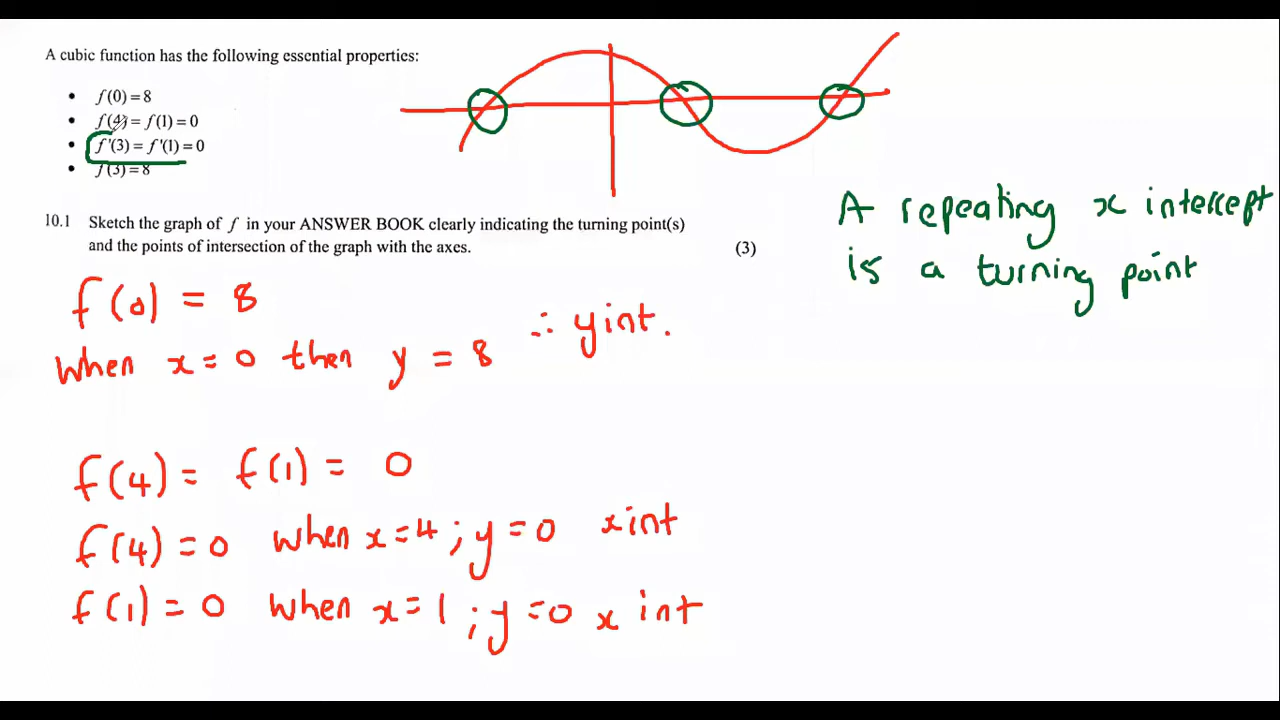 A cubic function has the following essential properties:
• f(0) = 8
• f(4) = f(1) = 0
• f'(3) = f'(1) = 0
• f(3) = 8
10.1 Sketch the graph of f in your ANSWER BOOK clearly indicating the turning point(s)
and the points of intersection of the graph with the axes. (3)
A repeating x intercept
is a turning point
f(0) = 8
when x = 0 then y = 8 ∴ y int.
f(4) = f(1) = 0
f(4) = 0 when x = 4 ; y = 0 x int
f(1) = 0 when x = 1 ; y = 0 x int